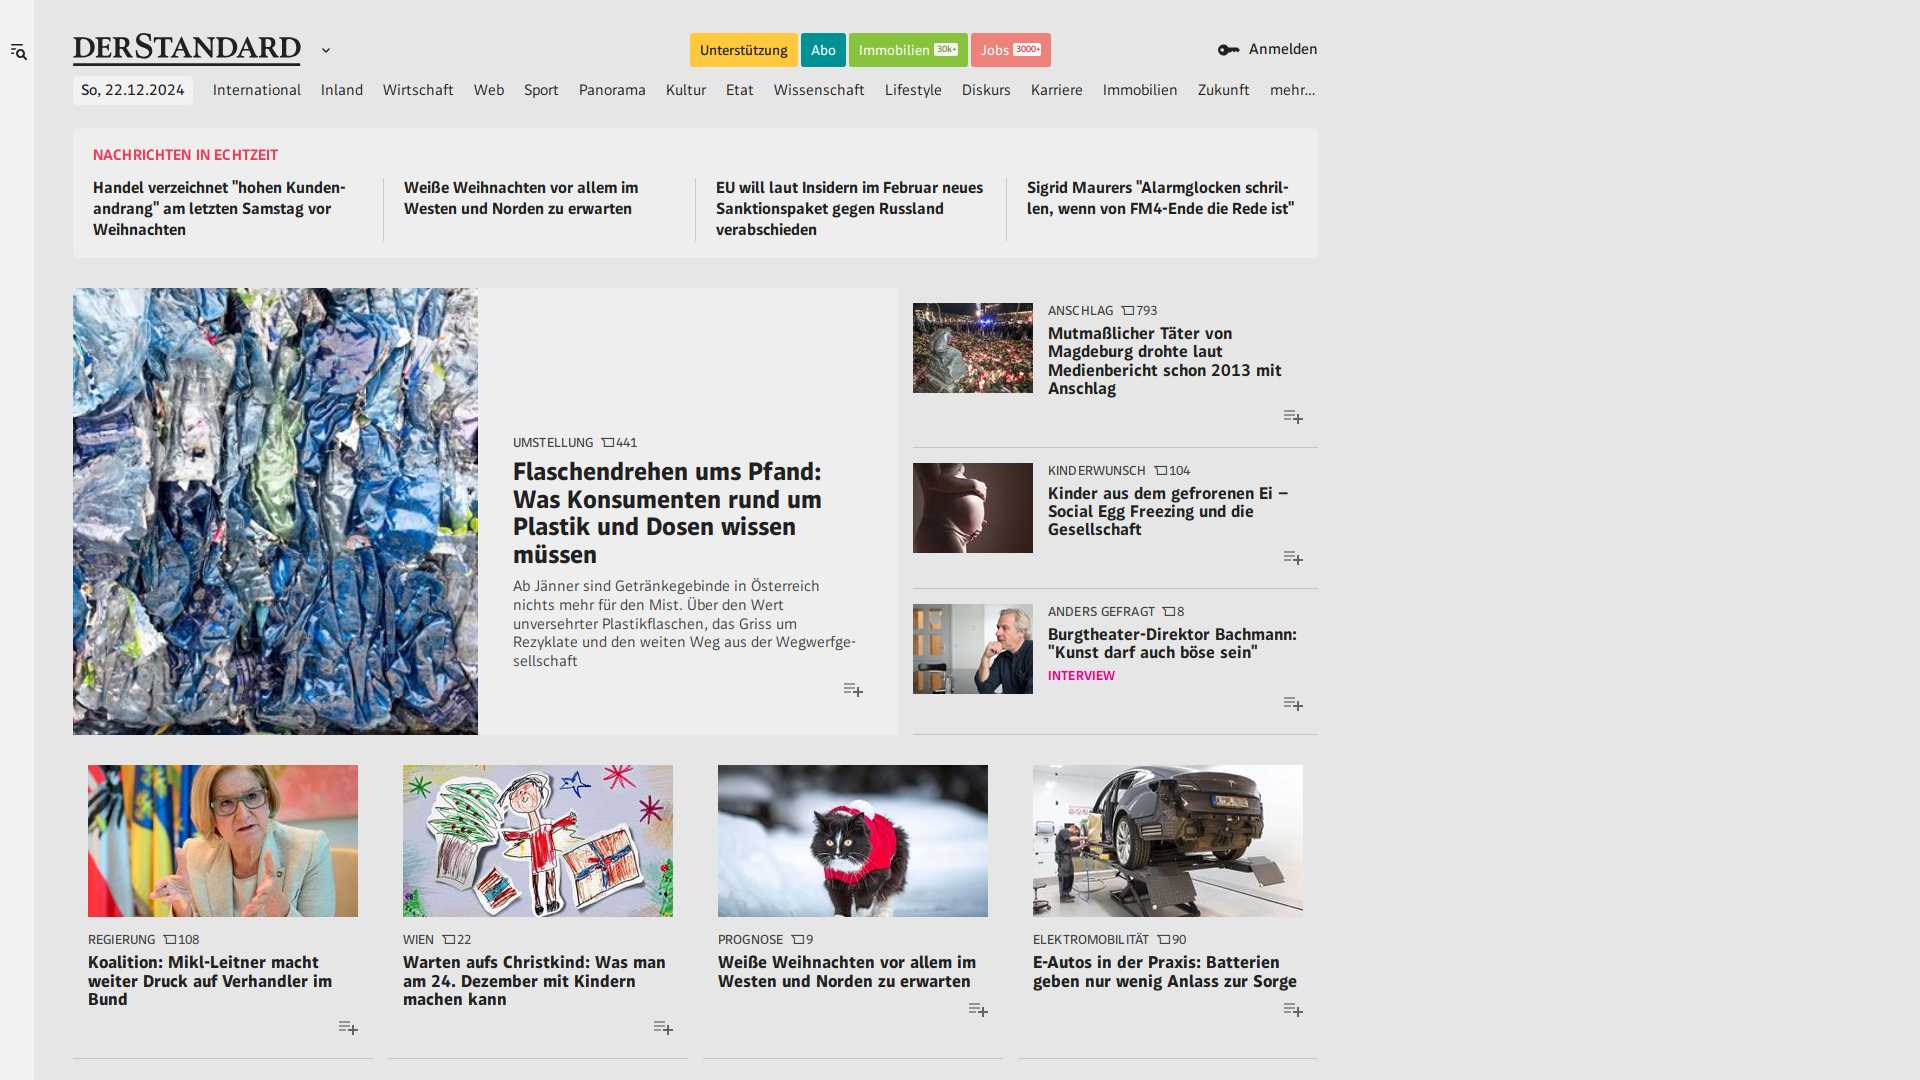 DERSTANDARD
Unterstützung
Abo
Immobilien 30k+
Jobs 3000+
Anmelden
So, 22.12.2024
International
Inland
Wirtschaft
Web
Sport
Panorama
Kultur
Etat
Wissenschaft
Lifestyle
Diskurs
Karriere
Immobilien
Zukunft
mehr…
NACHRICHTEN IN ECHTZEIT
Handel verzeichnet "hohen Kunden-
andrang" am letzten Samstag vor
Weihnachten
Weiße Weihnachten vor allem im
Westen und Norden zu erwarten
EU will laut Insidern im Februar neues
Sanktionspaket gegen Russland
verabschieden
Sigrid Maurers "Alarmglocken schril-
len, wenn von FM4-Ende die Rede ist"
UMSTELLUNG 441
Flaschendrehen ums Pfand:
Was Konsumenten rund um
Plastik und Dosen wissen
müssen
Ab Jänner sind Getränkegebinde in Österreich
nichts mehr für den Mist. Über den Wert
unversehrter Plastikflaschen, das Griss um
Rezyklate und den weiten Weg aus der Wegwerfge-
sellschaft
ANSCHLAG 793
Mutmaßlicher Täter von
Magdeburg drohte laut
Medienbericht schon 2013 mit
Anschlag
KINDERWUNSCH 104
Kinder aus dem gefrorenen Ei –
Social Egg Freezing und die
Gesellschaft
ANDERS GEFRAGT 8
Burgtheater-Direktor Bachmann:
"Kunst darf auch böse sein"
INTERVIEW
REGIERUNG 108
Koalition: Mikl-Leitner macht
weiter Druck auf Verhandler im
Bund
WIEN 22
Warten aufs Christkind: Was man
am 24. Dezember mit Kindern
machen kann
PROGNOSE 9
Weiße Weihnachten vor allem im
Westen und Norden zu erwarten
ELEKTROMOBILITÄT 90
E-Autos in der Praxis: Batterien
geben nur wenig Anlass zur Sorge